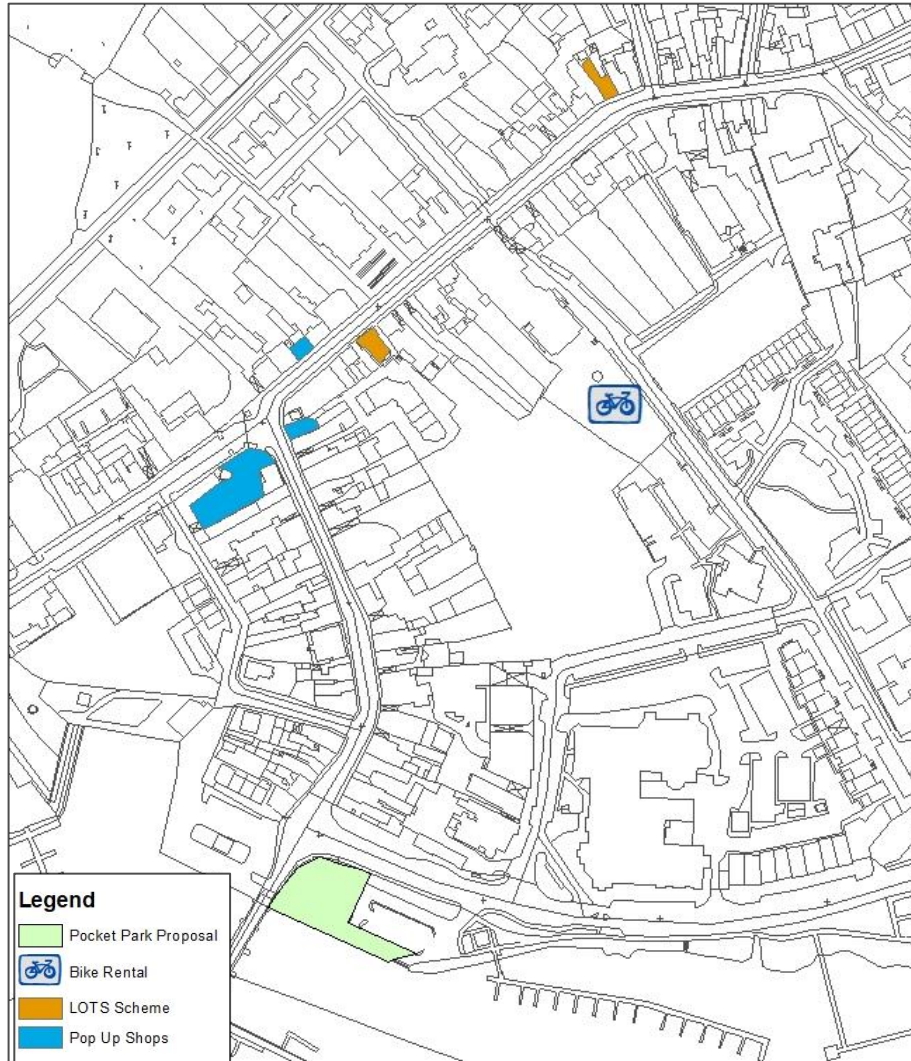 Legend
Pocket Park Proposal
Bike Rental
LOTS Scheme
Pop Up Shops